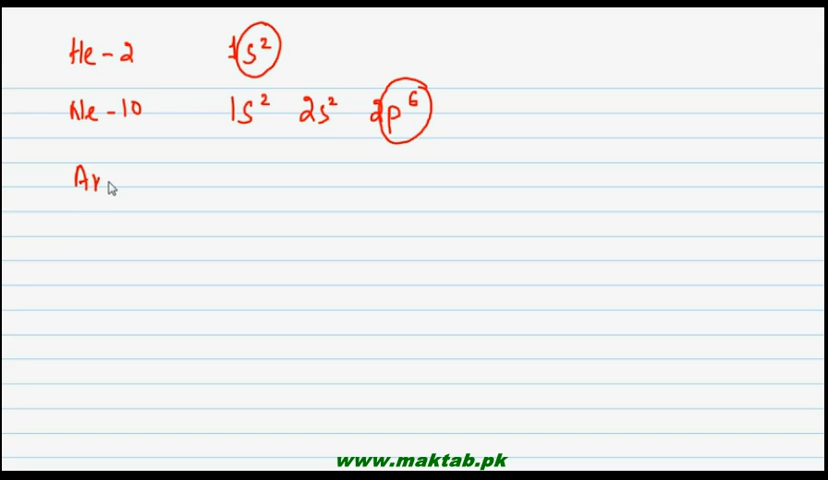 He - 2 1s²
Ne - 10 1s² 2s² 2p⁶
Ar
www.maktab.pk